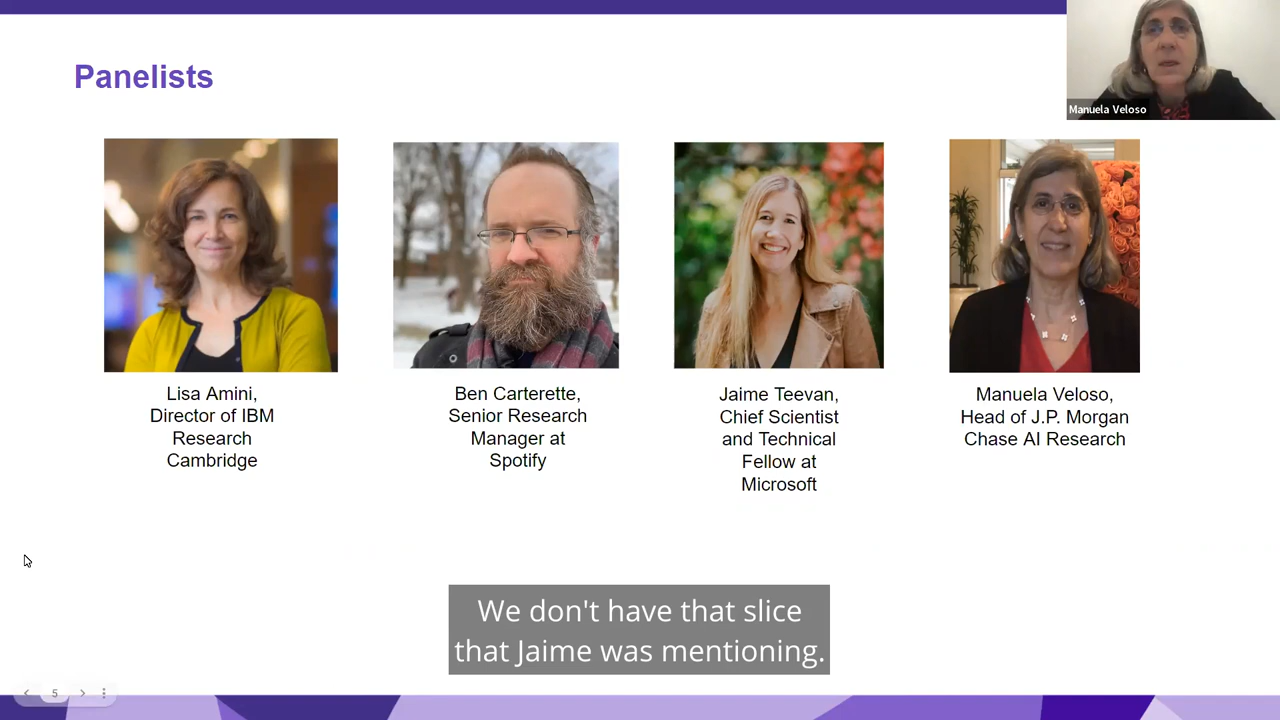 Panelists
Manuela Veloso
Lisa Amini,
Director of IBM
Research
Cambridge
Ben Carterette,
Senior Research
Manager at
Spotify
Jaime Teevan,
Chief Scientist
and Technical
Fellow at
Microsoft
Manuela Veloso,
Head of J.P. Morgan
Chase AI Research
We don't have that slice
that Jaime was mentioning.
5